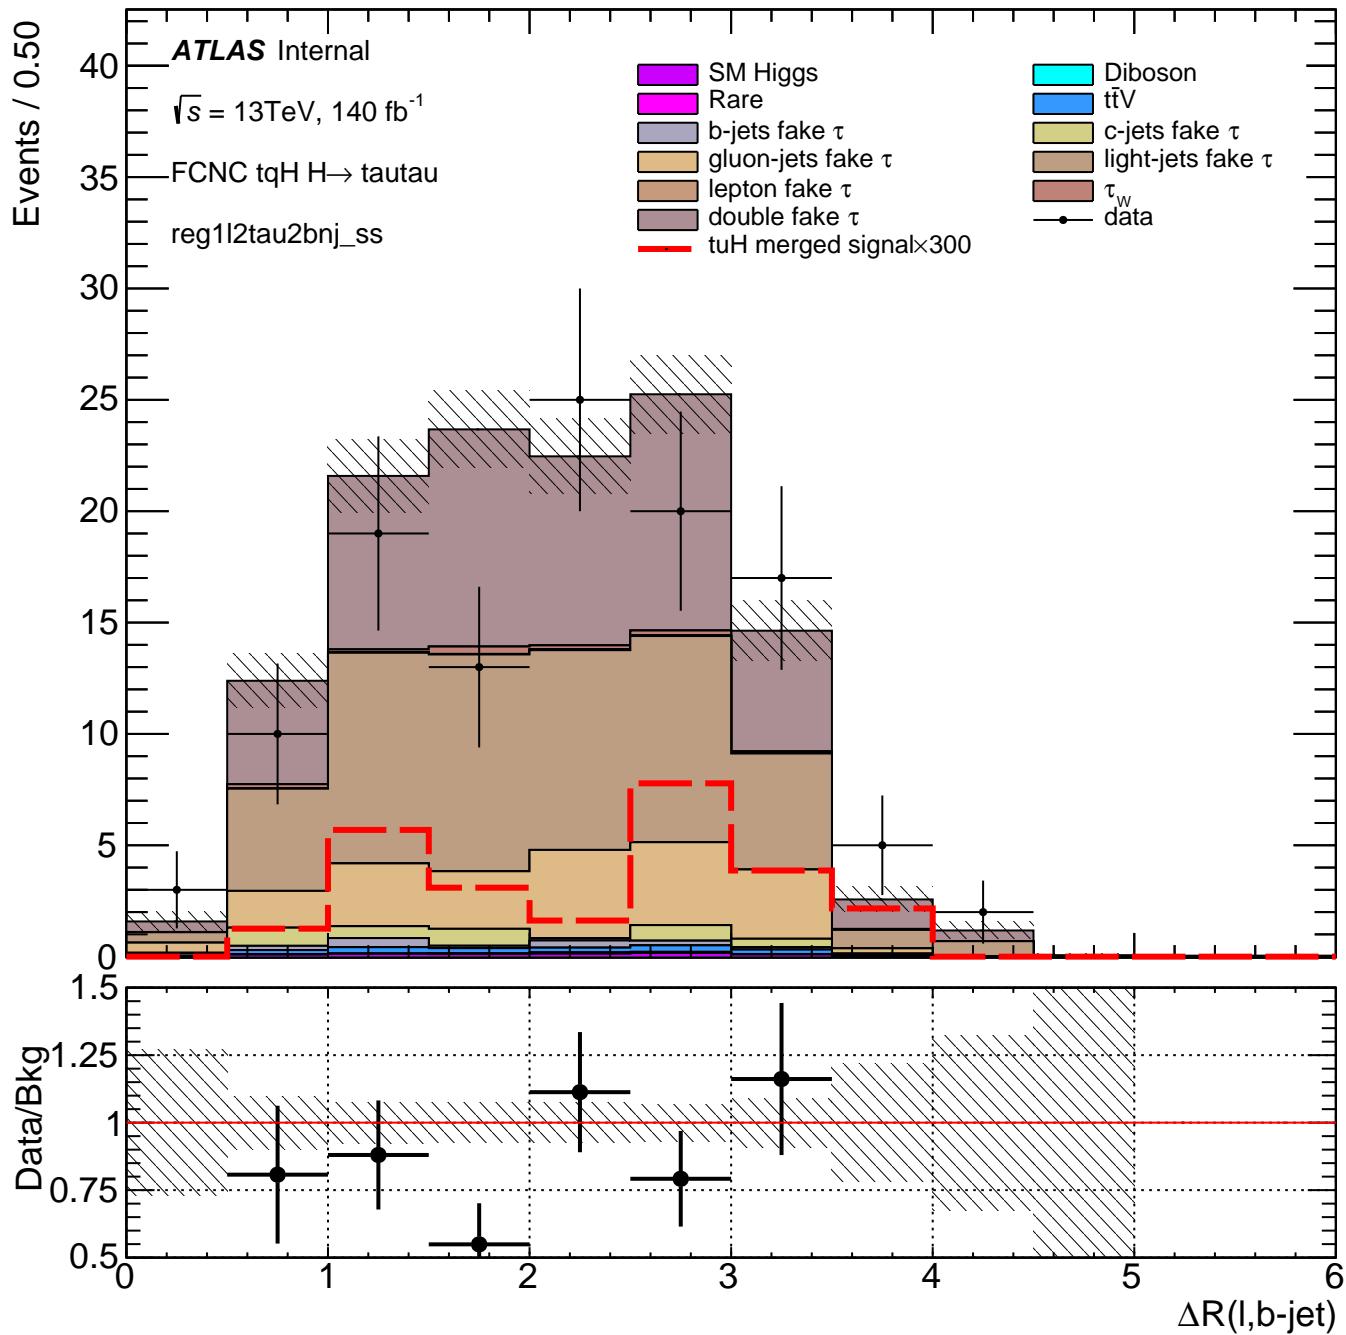 Events / 0.50
40
35
30
25
20
15
10
5
0
ATLAS Internal
√s = 13TeV, 140 fb⁻¹
FCNC tqH H→ tautau
reg1l2tau2bnj_ss
SM Higgs
Rare
b-jets fake τ
gluon-jets fake τ
lepton fake τ
double fake τ
tuH merged signal×300
Diboson
tt̄V
c-jets fake τ
light-jets fake τ
τ_W
data
Data/Bkg
1.5
1.25
1
0.75
0.5
0 1 2 3 4 5 6
ΔR(l,b-jet)